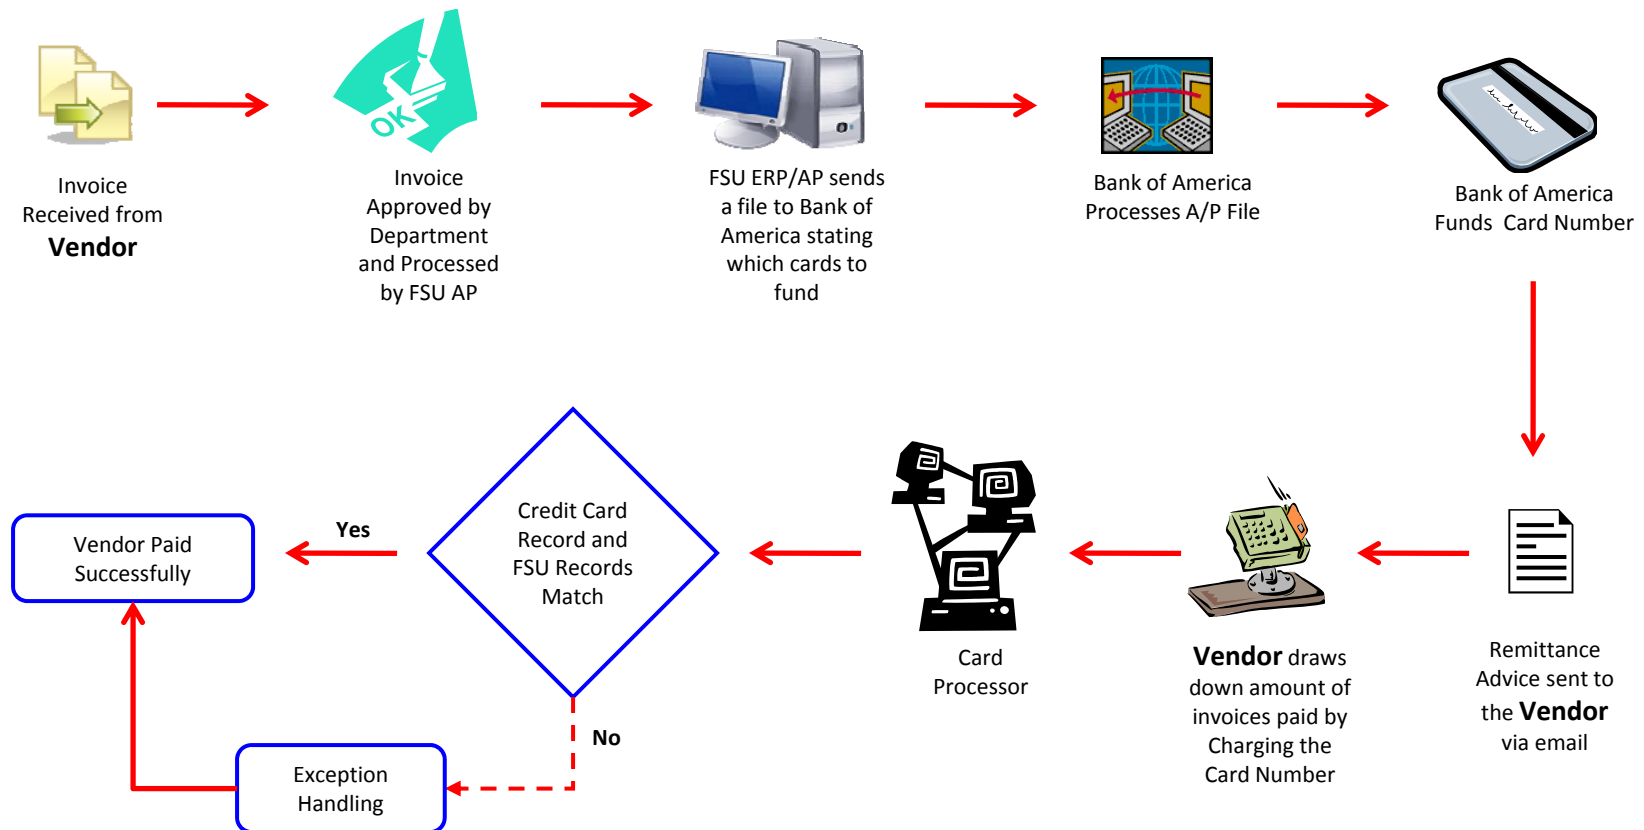 OK
Invoice
Received from
Vendor
Invoice
Approved by
Department
and Processed
by FSU AP
FSU ERP/AP sends
a file to Bank of
America stating
which cards to
fund
Bank of America
Processes A/P File
Bank of America
Funds Card Number
Remittance
Advice sent to
the Vendor
via email
Vendor draws
down amount of
invoices paid by
Charging the
Card Number
Card
Processor
Credit Card
Record and
FSU Records
Match
Yes
Vendor Paid
Successfully
No
Exception
Handling